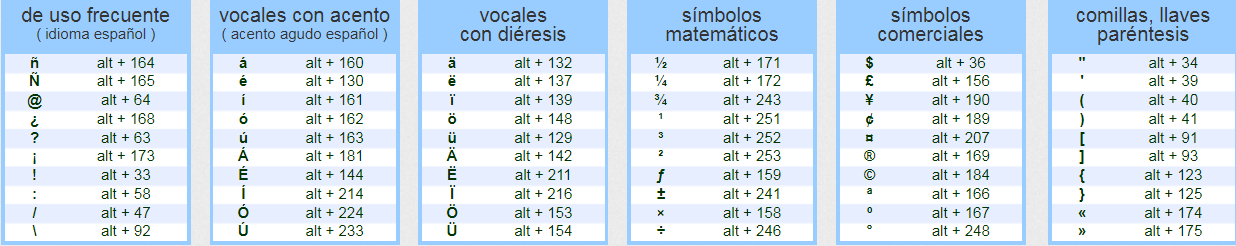 de uso frecuente
( idioma español )
ñ alt + 164
Ñ alt + 165
@ alt + 64
¿ alt + 168
? alt + 63
¡ alt + 173
! alt + 33
: alt + 58
/ alt + 47
\ alt + 92
vocales con acento
( acento agudo español )
á alt + 160
é alt + 130
í alt + 161
ó alt + 162
ú alt + 163
Á alt + 181
É alt + 144
Í alt + 214
Ó alt + 224
Ú alt + 233
vocales
con diéresis
ä alt + 132
ë alt + 137
ï alt + 139
ö alt + 148
ü alt + 129
Ä alt + 142
Ë alt + 211
Ï alt + 216
Ö alt + 153
Ü alt + 154
símbolos
matemáticos
½ alt + 171
¼ alt + 172
¾ alt + 243
¹ alt + 251
³ alt + 252
² alt + 253
ƒ alt + 159
± alt + 241
× alt + 158
÷ alt + 246
símbolos
comerciales
$ alt + 36
£ alt + 156
¥ alt + 190
¢ alt + 189
¤ alt + 207
® alt + 169
© alt + 184
ª alt + 166
º alt + 167
° alt + 248
comillas, llaves
paréntesis
" alt + 34
' alt + 39
( alt + 40
) alt + 41
[ alt + 91
] alt + 93
{ alt + 123
} alt + 125
« alt + 174
» alt + 175